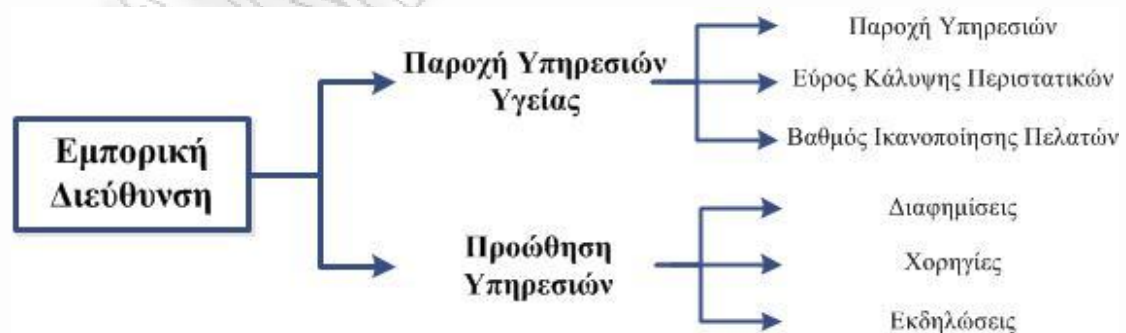 Εμπορική
Διεύθυνση
Παροχή Υπηρεσιών
Υγείας
Παροχή Υπηρεσιών
Εύρος Κάλυψης Περιστατικών
Βαθμός Ικανοποίησης Πελατών
Προώθηση
Υπηρεσιών
Διαφημίσεις
Χορηγίες
Εκδηλώσεις